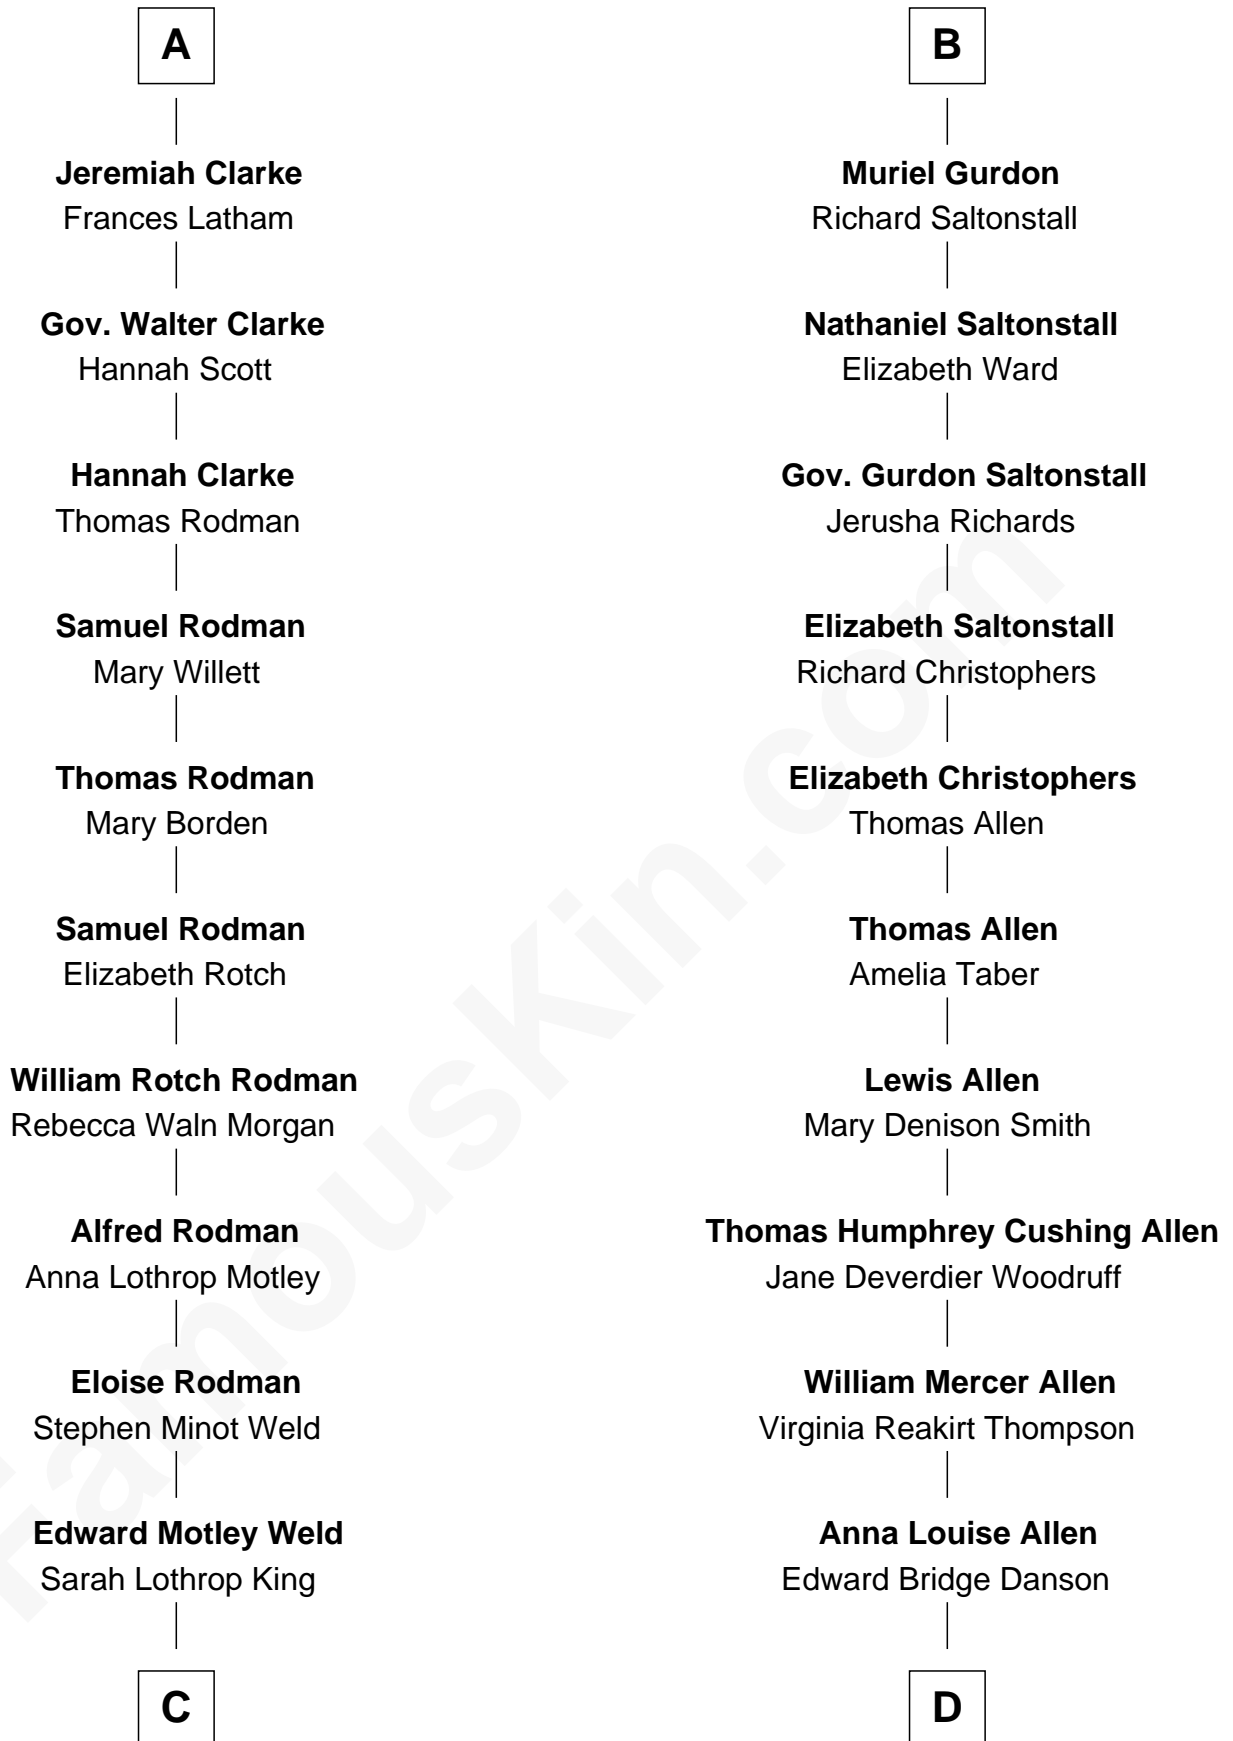 A
Jeremiah Clarke
Frances Latham
Gov. Walter Clarke
Hannah Scott
Hannah Clarke
Thomas Rodman
Samuel Rodman
Mary Willett
Thomas Rodman
Mary Borden
Samuel Rodman
Elizabeth Rotch
William Rotch Rodman
Rebecca Waln Morgan
Alfred Rodman
Anna Lothrop Motley
Eloise Rodman
Stephen Minot Weld
Edward Motley Weld
Sarah Lothrop King
C
B
Muriel Gurdon
Richard Saltonstall
Nathaniel Saltonstall
Elizabeth Ward
Gov. Gurdon Saltonstall
Jerusha Richards
Elizabeth Saltonstall
Richard Christophers
Elizabeth Christophers
Thomas Allen
Thomas Allen
Amelia Taber
Lewis Allen
Mary Denison Smith
Thomas Humphrey Cushing Allen
Jane Deverdier Woodruff
William Mercer Allen
Virginia Reakirt Thompson
Anna Louise Allen
Edward Bridge Danson
D
FamousKin.com